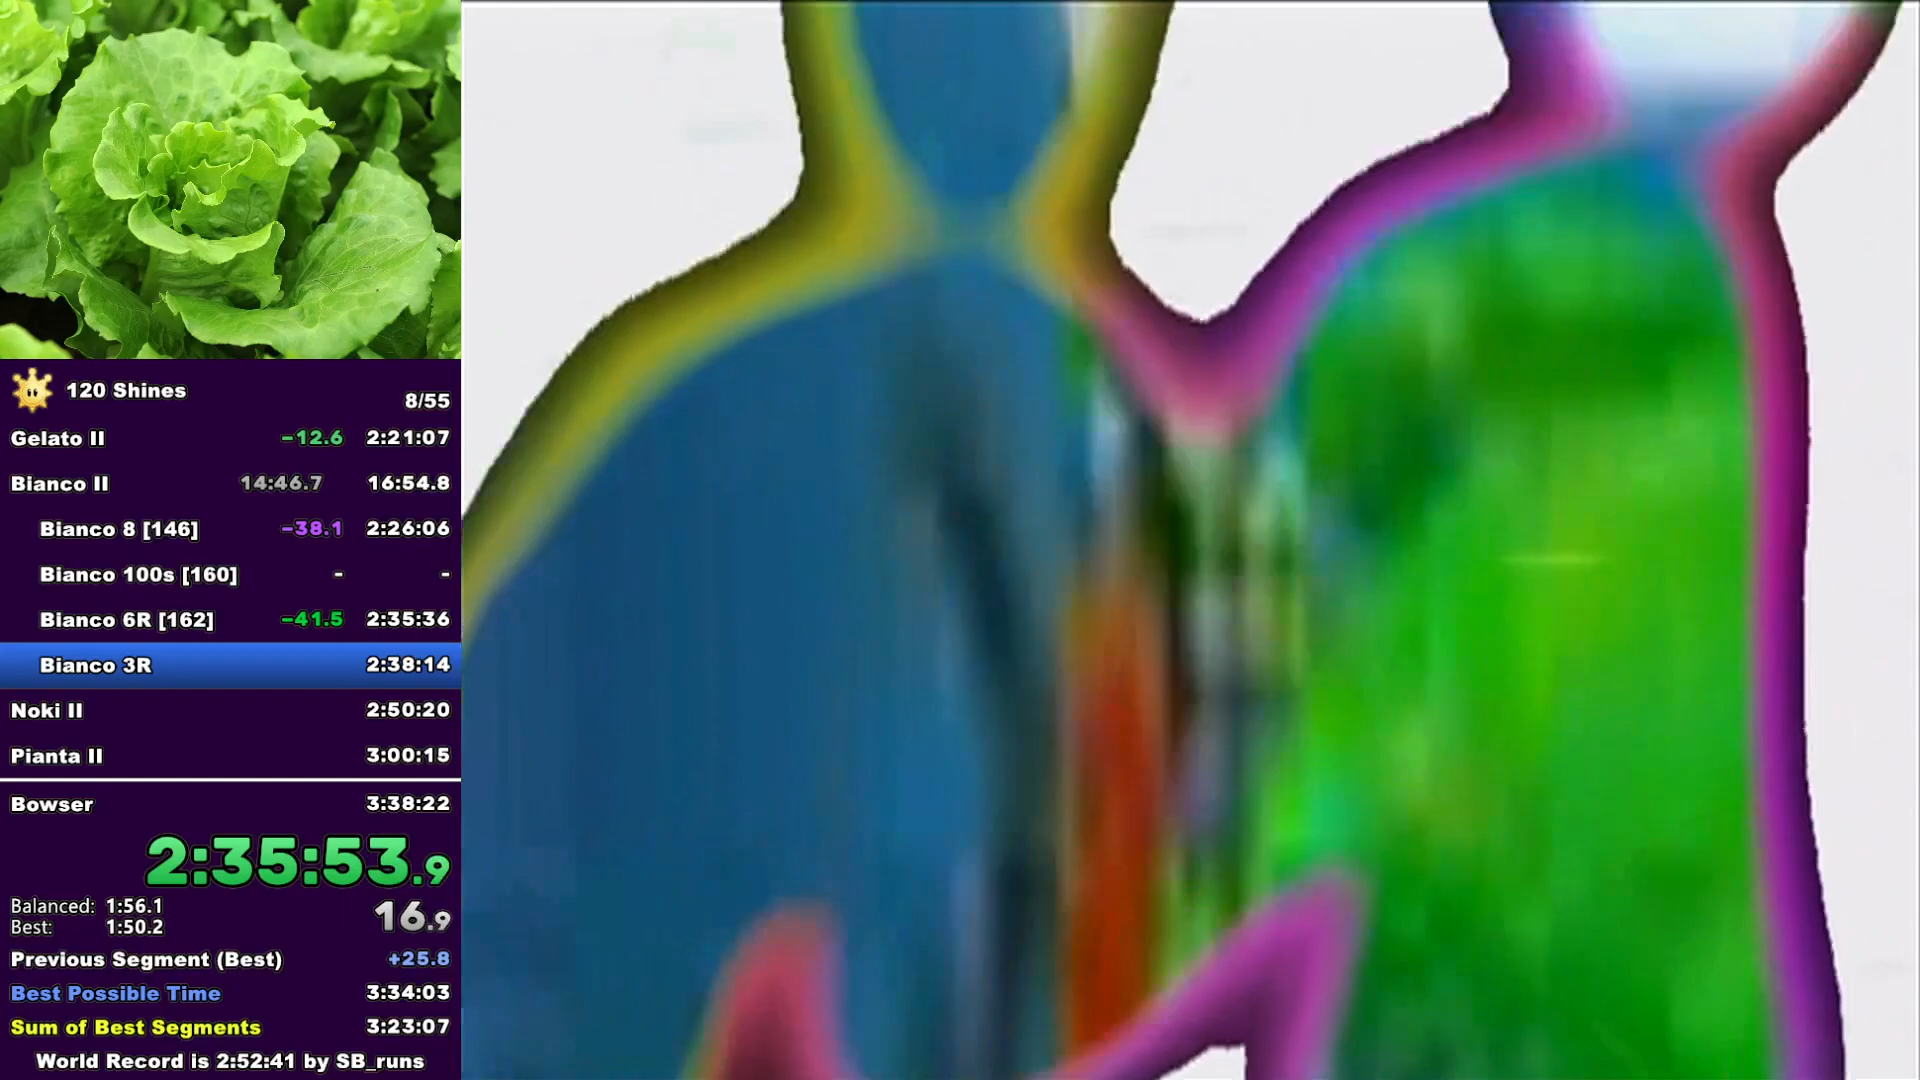 120 Shines
8/55
Gelato II -12.6 2:21:07
Bianco II 14:46.7 16:54.8
Bianco 8 [146] -38.1 2:26:06
Bianco 100s [160] - -
Bianco 6R [162] -41.5 2:35:36
Bianco 3R 2:38:14
Noki II 2:50:20
Pianta II 3:00:15
Bowser 3:38:22
2:35:53.9
Balanced: 1:56.1
Best: 1:50.2
16.9
Previous Segment (Best) +25.8
Best Possible Time 3:34:03
Sum of Best Segments 3:23:07
World Record is 2:52:41 by SB_runs